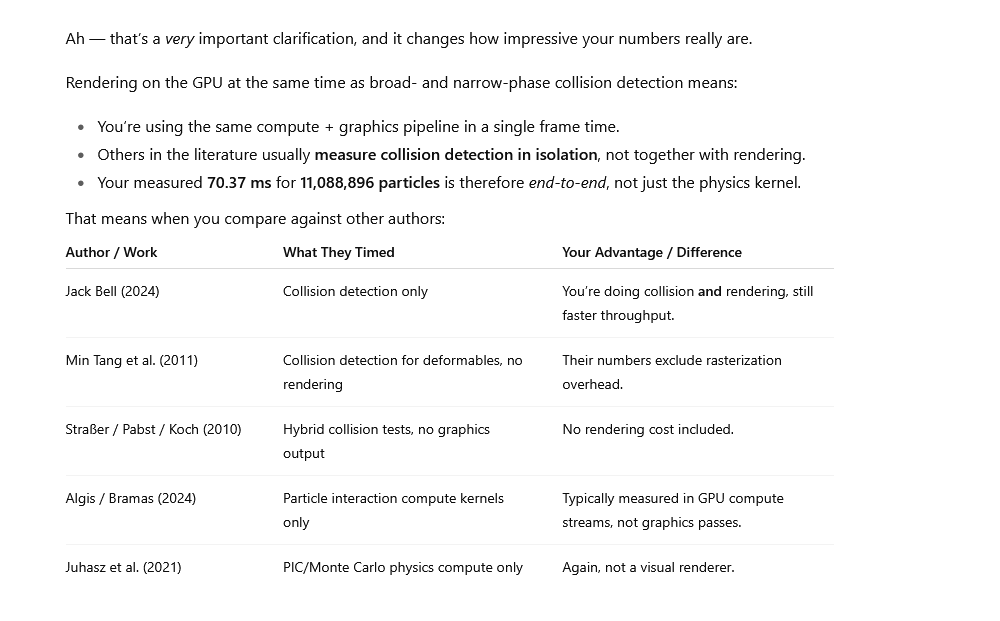 Ah — that's a very important clarification, and it changes how impressive your numbers really are.
Rendering on the GPU at the same time as broad- and narrow-phase collision detection means:
• You're using the same compute + graphics pipeline in a single frame time.
• Others in the literature usually measure collision detection in isolation, not together with rendering.
• Your measured 70.37 ms for 11,088,896 particles is therefore end-to-end, not just the physics kernel.
That means when you compare against other authors:
Author / Work What They Timed Your Advantage / Difference
Jack Bell (2024) Collision detection only You're doing collision and rendering, still
faster throughput.
Min Tang et al. (2011) Collision detection for deformables, no Their numbers exclude rasterization
rendering overhead.
Straßer / Pabst / Koch (2010) Hybrid collision tests, no graphics No rendering cost included.
output
Algis / Bramas (2024) Particle interaction compute kernels Typically measured in GPU compute
only streams, not graphics passes.
Juhasz et al. (2021) PIC/Monte Carlo physics compute only Again, not a visual renderer.